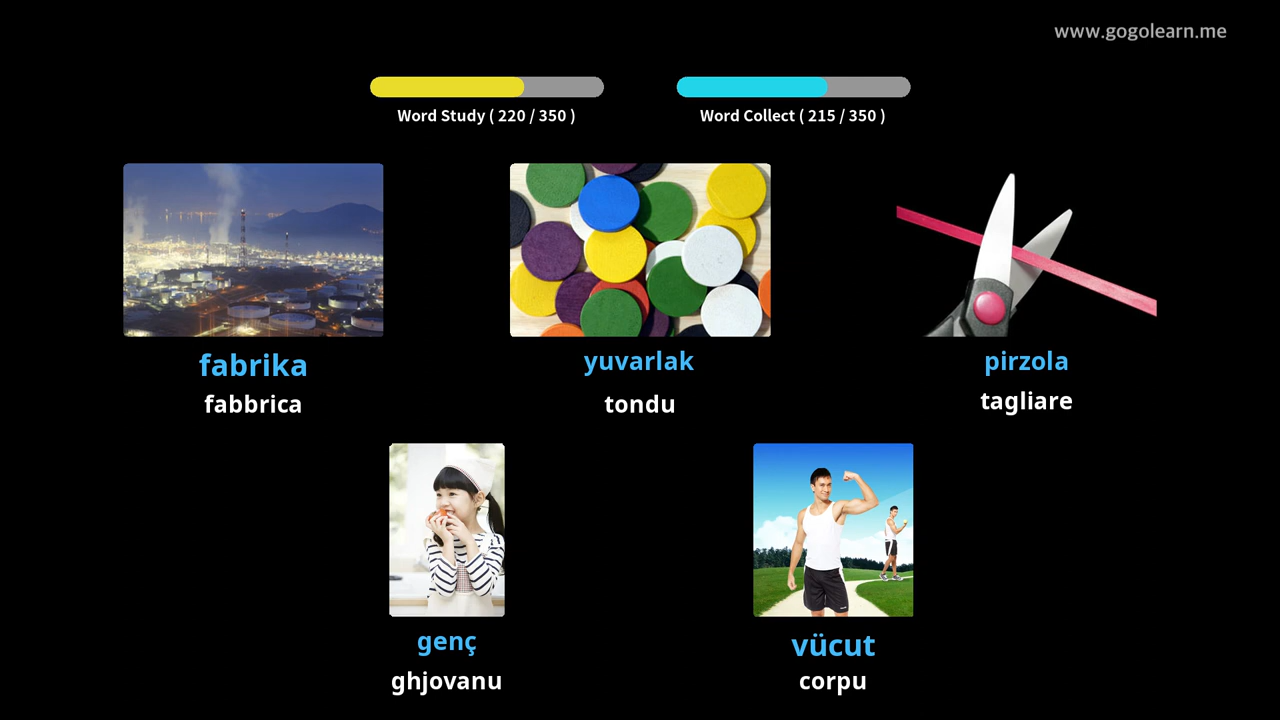 www.gogolearn.me
Word Study ( 220 / 350 )
Word Collect ( 215 / 350 )
fabrika
fabbrica
yuvarlak
tondu
pirzola
tagliare
genç
ghjovanu
vücut
corpu